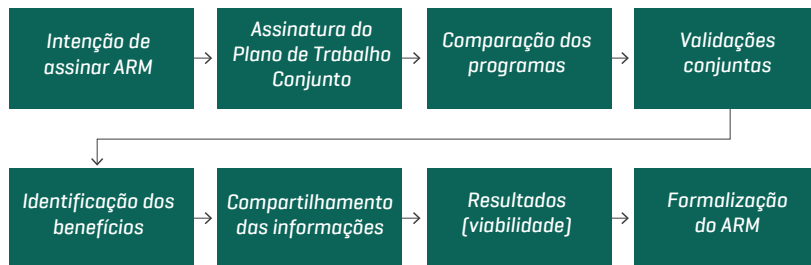 Intenção de
assinar ARM
Assinatura do
Plano de Trabalho
Conjunto
Comparação dos
programas
Validações
conjuntas
Identificação dos
benefícios
Compartilhamento
das informações
Resultados
(viabilidade)
Formalização
do ARM